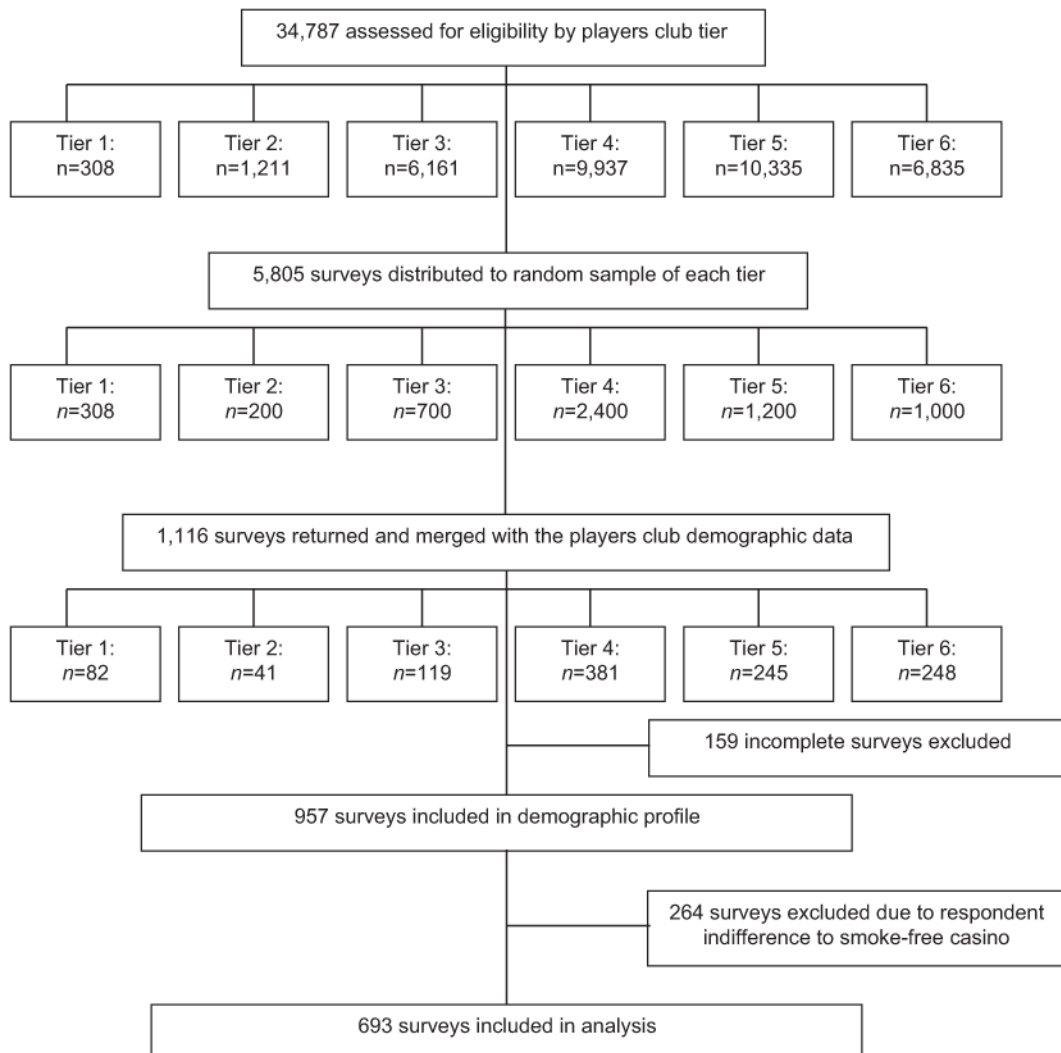 34,787 assessed for eligibility by players club tier
Tier 1:
n=308
Tier 2:
n=1,211
Tier 3:
n=6,161
Tier 4:
n=9,937
Tier 5:
n=10,335
Tier 6:
n=6,835
5,805 surveys distributed to random sample of each tier
Tier 1:
n=308
Tier 2:
n=200
Tier 3:
n=700
Tier 4:
n=2,400
Tier 5:
n=1,200
Tier 6:
n=1,000
1,116 surveys returned and merged with the players club demographic data
Tier 1:
n=82
Tier 2:
n=41
Tier 3:
n=119
Tier 4:
n=381
Tier 5:
n=245
Tier 6:
n=248
159 incomplete surveys excluded
957 surveys included in demographic profile
264 surveys excluded due to respondent
indifference to smoke-free casino
693 surveys included in analysis